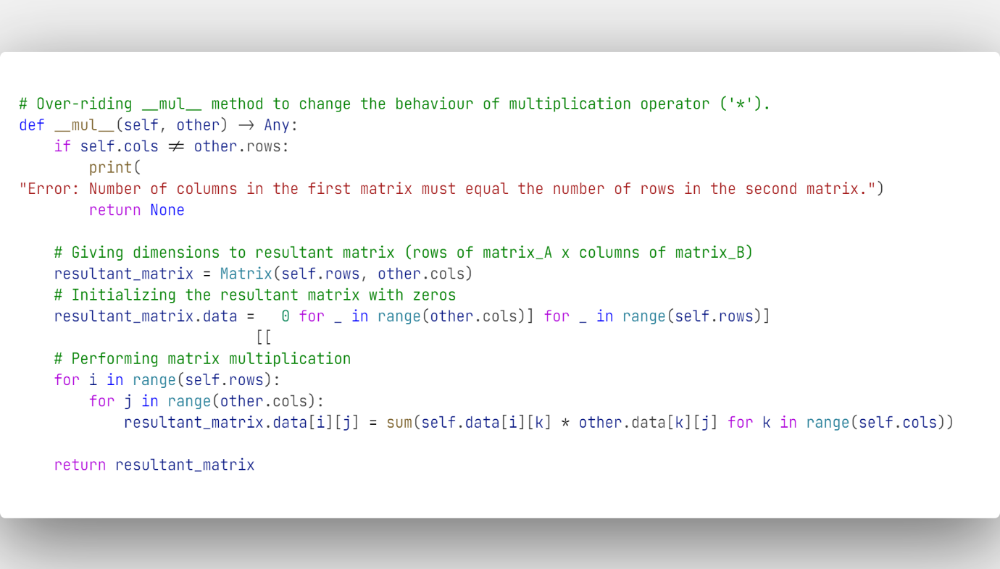 # Over-riding __mul__ method to change the behaviour of multiplication operator ('*').
def __mul__(self, other) → Any:
    if self.cols ≠ other.rows:
        print(
"Error: Number of columns in the first matrix must equal the number of rows in the second matrix.")
        return None

    # Giving dimensions to resultant matrix (rows of matrix_A x columns of matrix_B)
    resultant_matrix = Matrix(self.rows, other.cols)
    # Initializing the resultant matrix with zeros
    resultant_matrix.data =   0 for _ in range(other.cols)] for _ in range(self.rows)]
                           [[
    # Performing matrix multiplication
    for i in range(self.rows):
        for j in range(other.cols):
            resultant_matrix.data[i][j] = sum(self.data[i][k] * other.data[k][j] for k in range(self.cols))

    return resultant_matrix